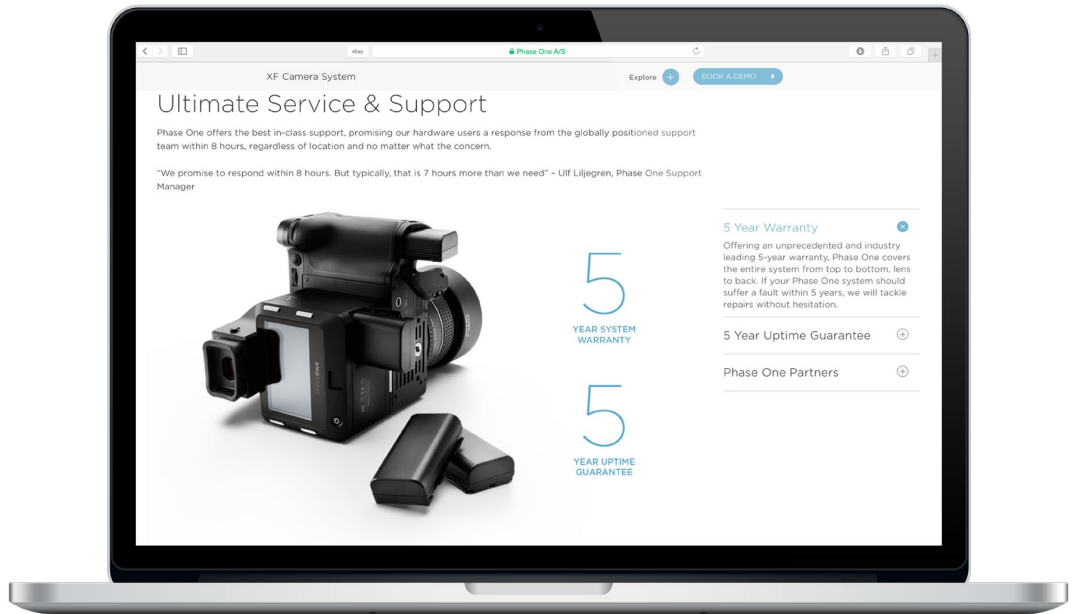 eBay
Phase One A/S
XF Camera System
Explore
BOOK A DEMO
Ultimate Service & Support
Phase One offers the best in-class support, promising our hardware users a response from the globally positioned support
team within 8 hours, regardless of location and no matter what the concern.
“We promise to respond within 8 hours. But typically, that is 7 hours more than we need” – Ulf Liljegren, Phase One Support
Manager
5
YEAR SYSTEM
WARRANTY
5
YEAR UPTIME
GUARANTEE
5 Year Warranty
Offering an unprecedented and industry
leading 5-year warranty, Phase One covers
the entire system from top to bottom, lens
to back. If your Phase One system should
suffer a fault within 5 years, we will tackle
repairs without hesitation.
5 Year Uptime Guarantee
Phase One Partners